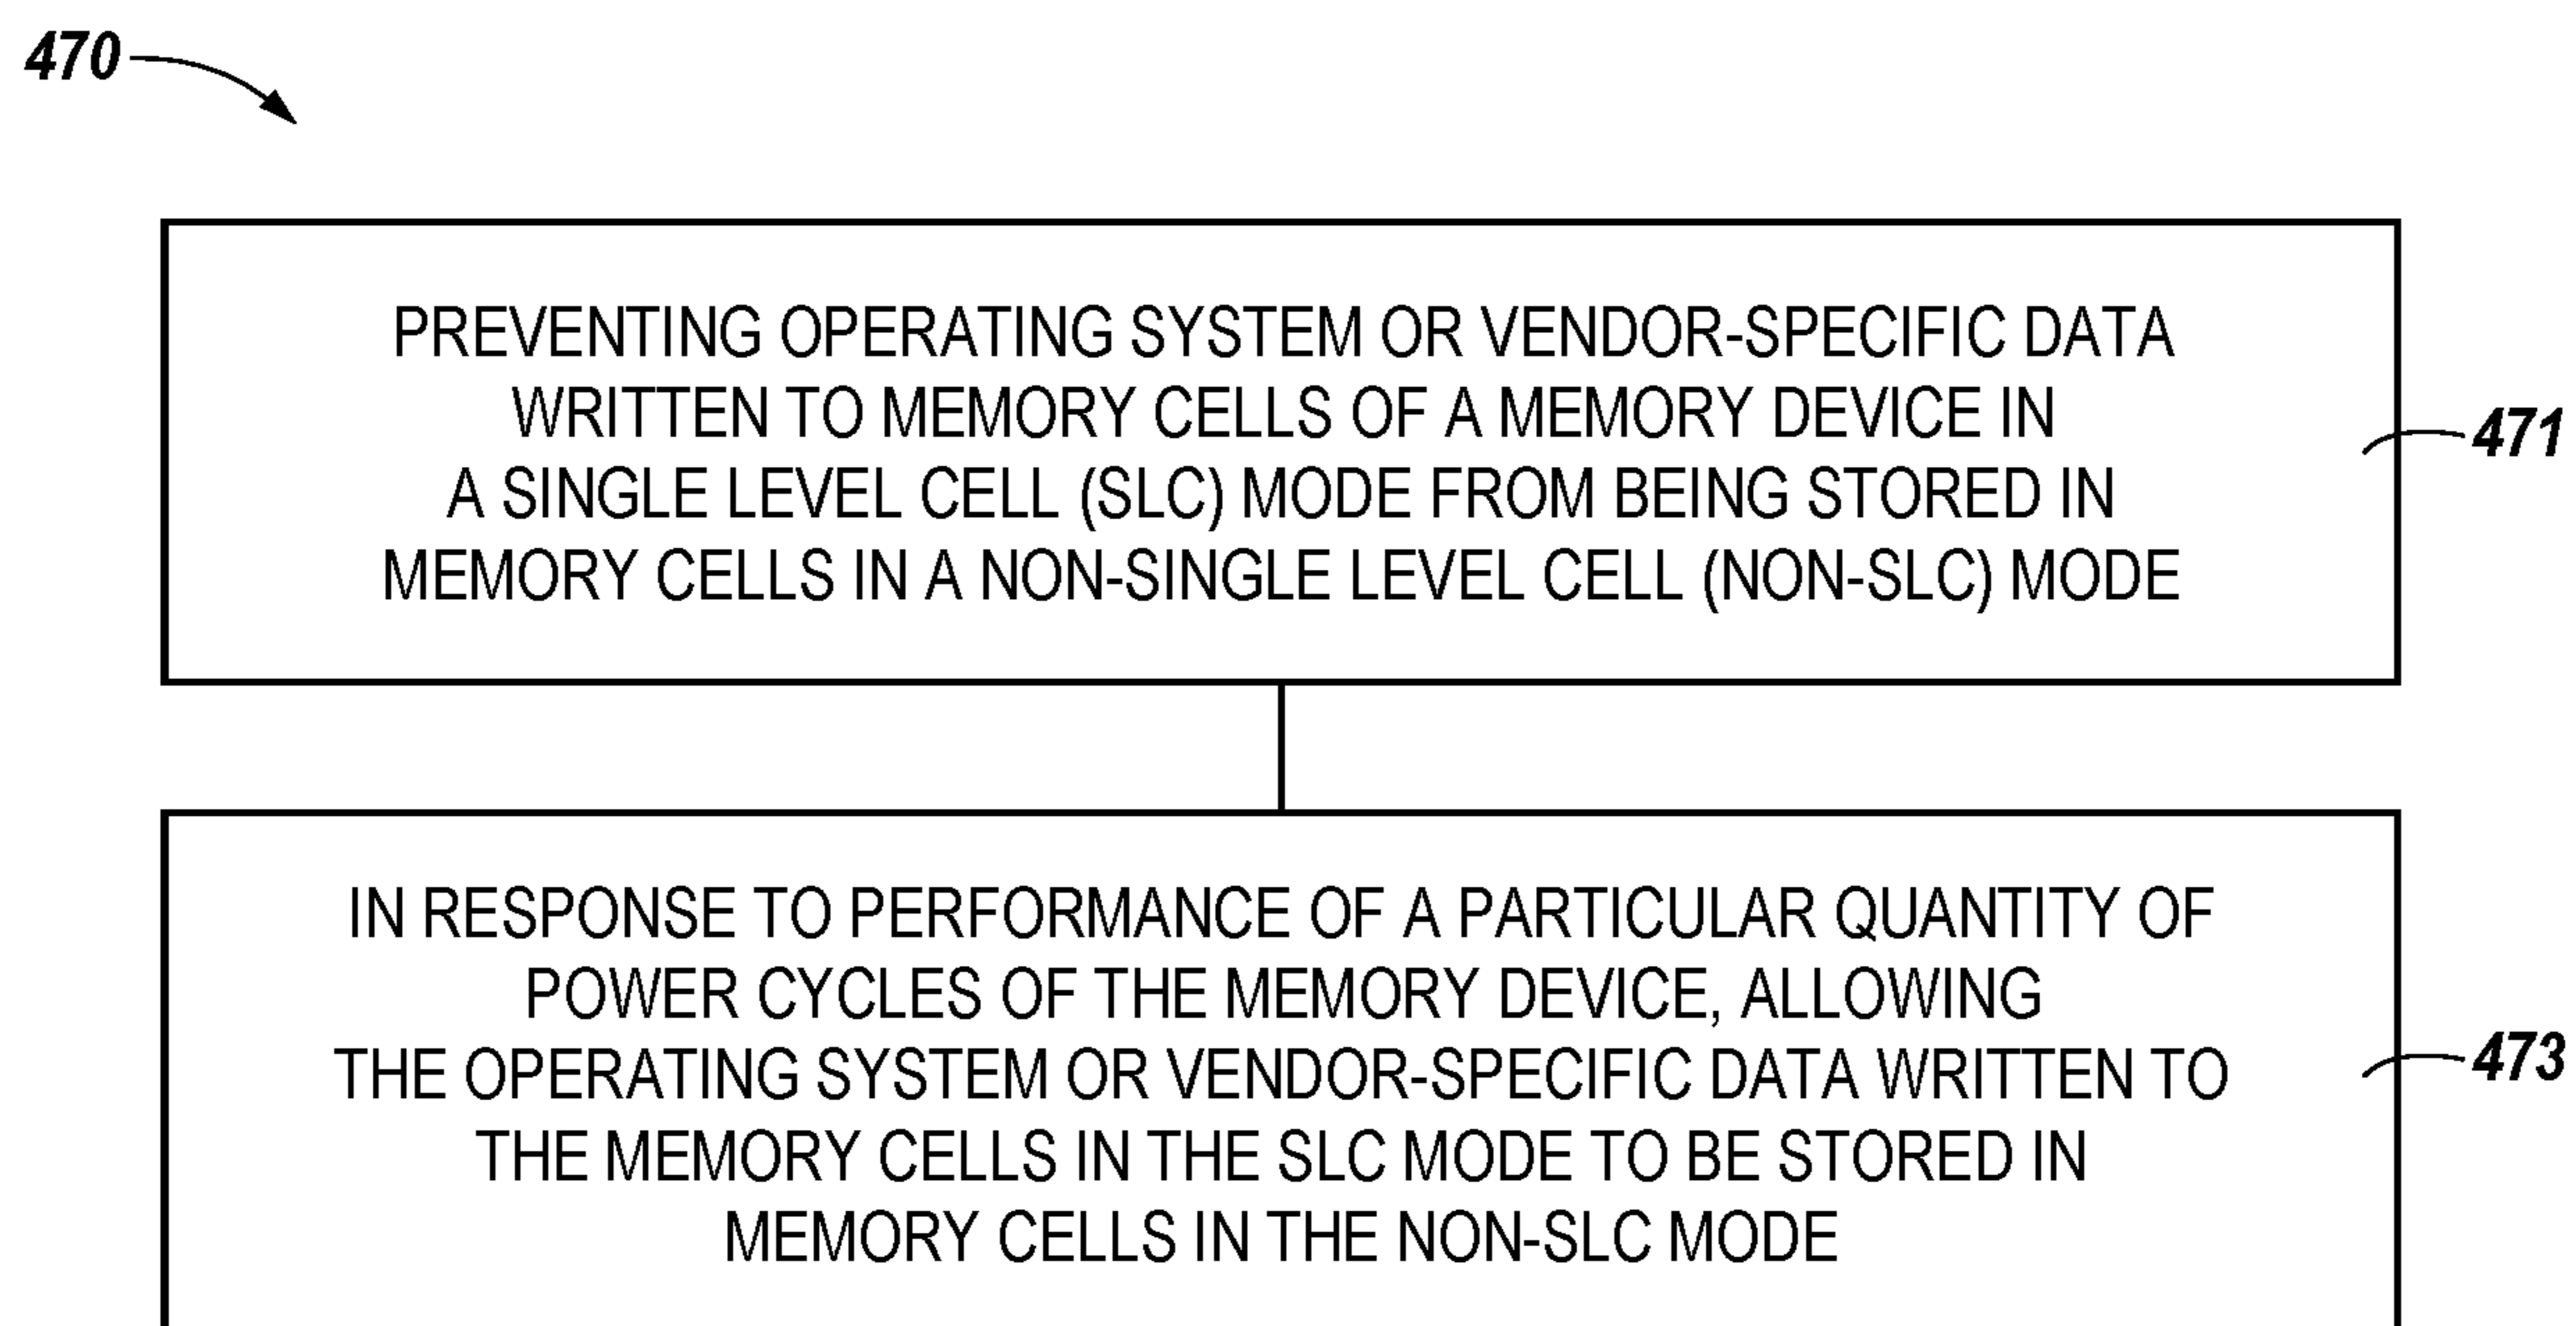 470
PREVENTING OPERATING SYSTEM OR VENDOR-SPECIFIC DATA
WRITTEN TO MEMORY CELLS OF A MEMORY DEVICE IN
A SINGLE LEVEL CELL (SLC) MODE FROM BEING STORED IN
MEMORY CELLS IN A NON-SINGLE LEVEL CELL (NON-SLC) MODE
471
IN RESPONSE TO PERFORMANCE OF A PARTICULAR QUANTITY OF
POWER CYCLES OF THE MEMORY DEVICE, ALLOWING
THE OPERATING SYSTEM OR VENDOR-SPECIFIC DATA WRITTEN TO
THE MEMORY CELLS IN THE SLC MODE TO BE STORED IN
MEMORY CELLS IN THE NON-SLC MODE
473